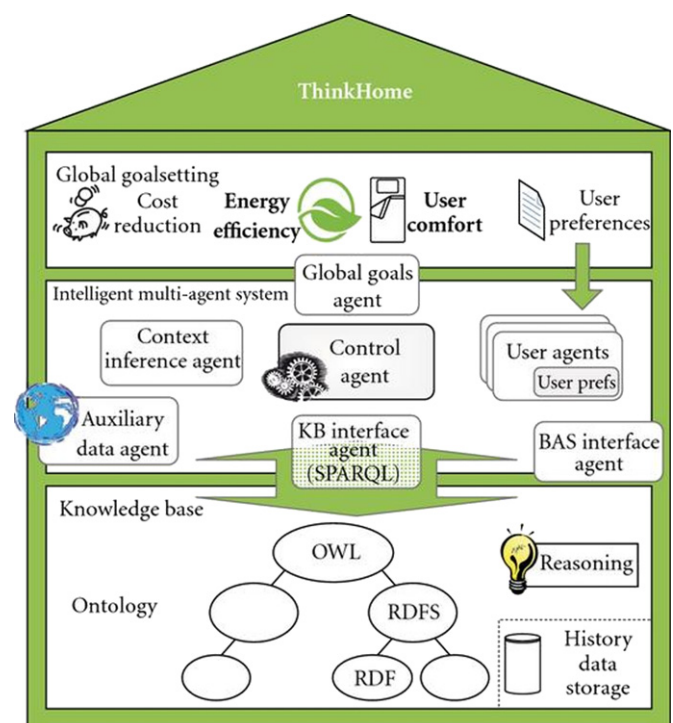 ThinkHome
Global goalsetting
Cost
reduction
Energy
efficiency
User
comfort
User
preferences
Global goals
agent
Intelligent multi-agent system
Context
inference agent
Control
agent
User agents
User prefs
Auxiliary
data agent
KB interface
agent
(SPARQL)
BAS interface
agent
Knowledge base
OWL
Reasoning
Ontology
RDFS
RDF
History
data
storage